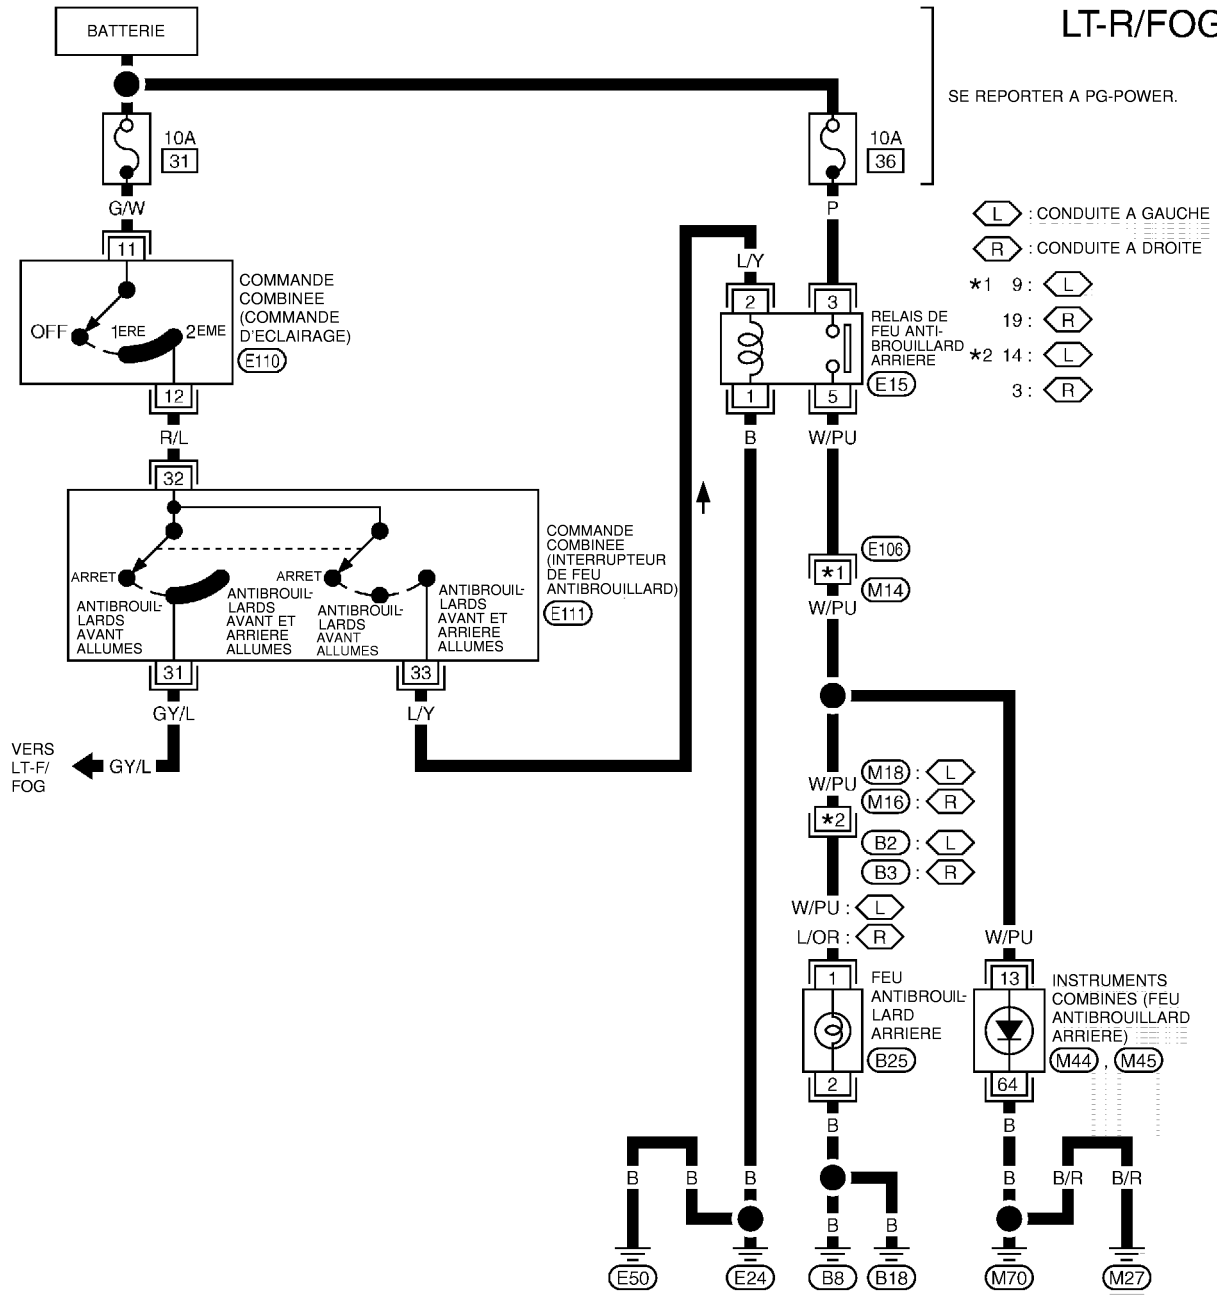 LT-R/FOG
BATTERIE
SE REPORTER A PG-POWER.
10A
31
10A
36
G/W
P
L : CONDUITE A GAUCHE
R : CONDUITE A DROITE
*1 9 : L
19 : R
*2 14 : L
3 : R
11
COMMANDE
COMBINEE
(COMMANDE
D'ECLAIRAGE)
E110
OFF
1ERE
2EME
12
R/L
L/Y
2
3
RELAIS DE
FEU ANTI-
BROUILLARD
ARRIERE
E15
1
5
B
W/PU
32
COMMANDE
COMBINEE
(INTERRUPTEUR
DE FEU
ANTIBROUILLARD)
E111
ARRET
ANTIBROUIL-
LARDS
AVANT
ALLUMES
ANTIBROUIL-
LARDS
AVANT ET
ARRIERE
ALLUMES
ARRET
ANTIBROUIL-
LARDS
AVANT
ALLUMES
ANTIBROUIL-
LARDS
AVANT ET
ARRIERE
ALLUMES
31
33
GY/L
L/Y
VERS
LT-F/
FOG
GY/L
E106
*1
M14
W/PU
W/PU
M18 : L
M16 : R
*2
B2 : L
B3 : R
W/PU : L
L/OR : R
W/PU
1
FEU
ANTIBROUIL-
LARD
ARRIERE
B25
2
13
INSTRUMENTS
COMBINES (FEU
ANTIBROUILLARD
ARRIERE)
M44 , M45
64
B
B
B
B
B
B
B/R
B/R
B
B
E50
E24
B8
B18
M70
M27